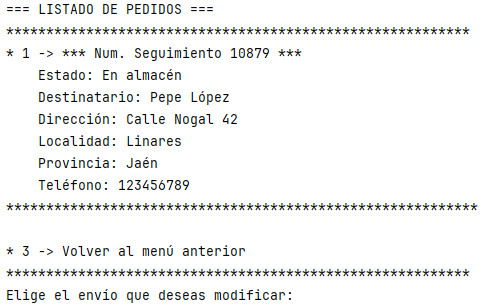 === LISTADO DE PEDIDOS ===
**********************************************************
* 1 -> *** Num. Seguimiento 10879 ***
    Estado: En almacén
    Destinatario: Pepe López
    Dirección: Calle Nogal 42
    Localidad: Linares
    Provincia: Jaén
    Teléfono: 123456789
***********************************************************
* 3 -> Volver al menú anterior
**********************************************************
Elige el envío que deseas modificar: